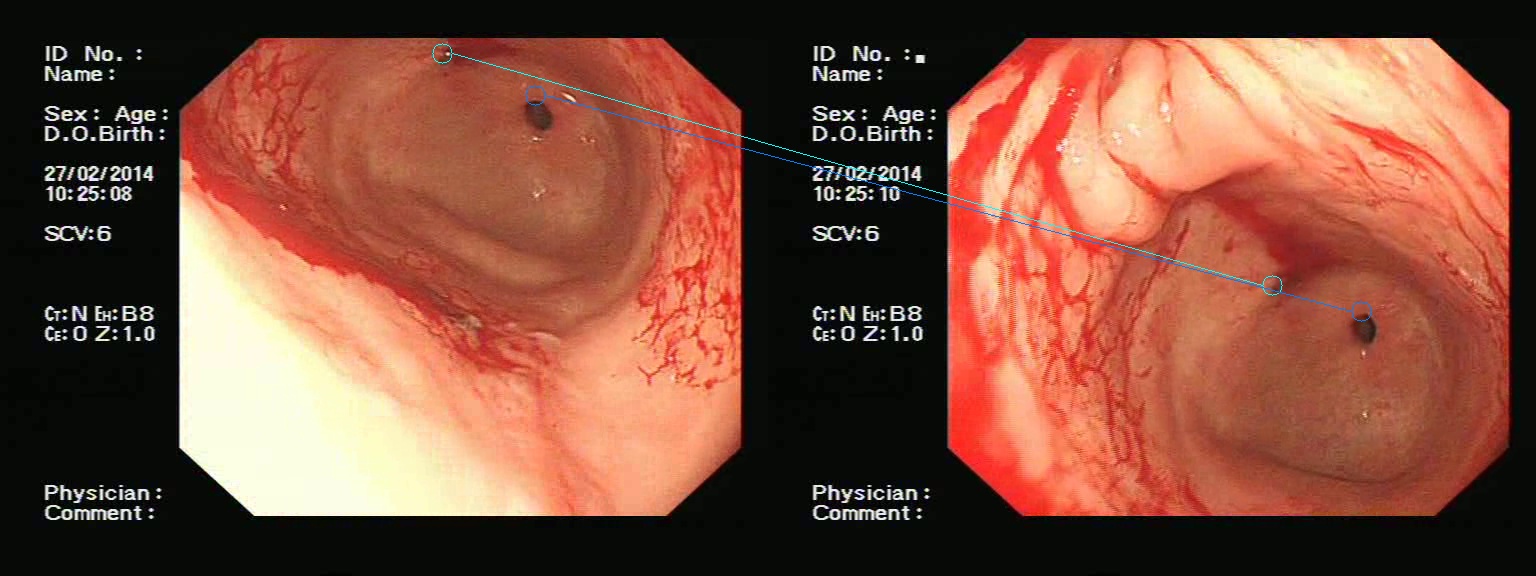 ID No. :
Name:
Sex: Age:
D.O.Birth:
27/02/2014
10:25:08
SCV:6
CT:N EH:B8
CE:0 Z:1.0
Physician:
Comment:
ID No. :
Name:
Sex: Age:
D.O.Birth:
27/02/2014
10:25:10
SCV:6
CT:N EH:B8
CE:0 Z:1.0
Physician:
Comment: